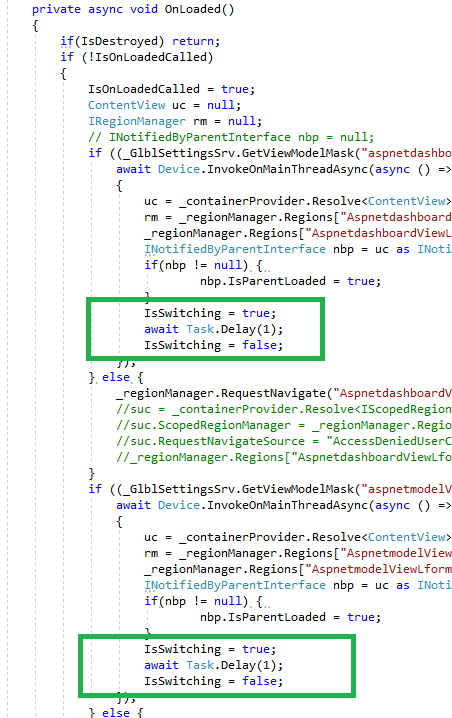 private async void OnLoaded()
{
if(IsDestroyed) return;
if (!IsOnLoadedCalled)
{
IsOnLoadedCalled = true;
ContentView uc = null;
IRegionManager rm = null;
// INotifiedByParentInterface nbp = null;
if ((_GlblSettingsSrv.GetViewModelMask("aspnetdashbo
await Device.InvokeOnMainThreadAsync(async () =>
{
uc = _containerProvider.Resolve<ContentView>
rm = _regionManager.Regions["Aspnetdashboard
_regionManager.Regions["AspnetdashboardViewL
INotifiedByParentInterface nbp = uc as INoti
if(nbp != null) {
nbp.IsParentLoaded = true;
}
IsSwitching = true;
await Task.Delay(1);
IsSwitching = false;
});
} else {
_regionManager.RequestNavigate("AspnetdashboardV
//suc = _containerProvider.Resolve<IScopedRegion
//suc.ScopedRegionManager = _regionManager.Regio
//suc.RequestNavigateSource = "AccessDeniedUserC
//_regionManager.Regions["AspnetdashboardViewLfo
}
if ((_GlblSettingsSrv.GetViewModelMask("aspnetmodelV
await Device.InvokeOnMainThreadAsync(async () =>
{
uc = _containerProvider.Resolve<ContentView>
rm = _regionManager.Regions["AspnetmodelView
_regionManager.Regions["AspnetmodelViewLform
INotifiedByParentInterface nbp = uc as INoti
if(nbp != null) {
nbp.IsParentLoaded = true;
}
IsSwitching = true;
await Task.Delay(1);
IsSwitching = false;
});
} else {